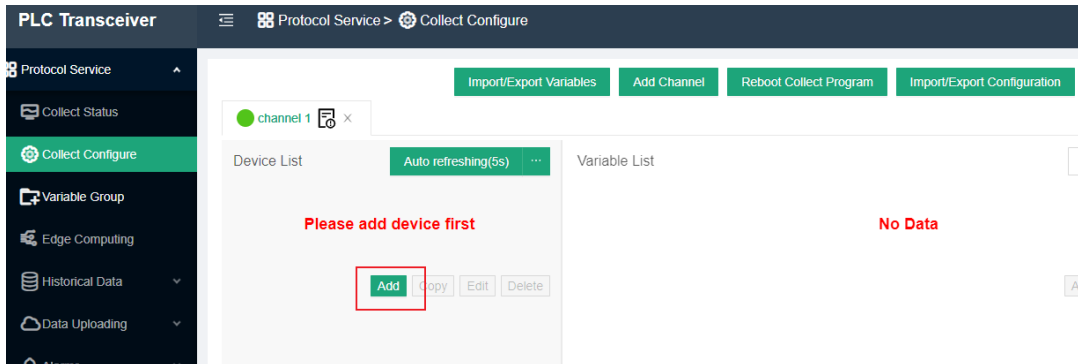 PLC Transceiver
Protocol Service > Collect Configure
Protocol Service
Collect Status
Collect Configure
Variable Group
Edge Computing
Historical Data
Data Uploading
Import/Export Variables
Add Channel
Reboot Collect Program
Import/Export Configuration
channel 1 ×
Device List
Auto refreshing(5s) ...
Variable List
Please add device first
No Data
Add
Copy
Edit
Delete